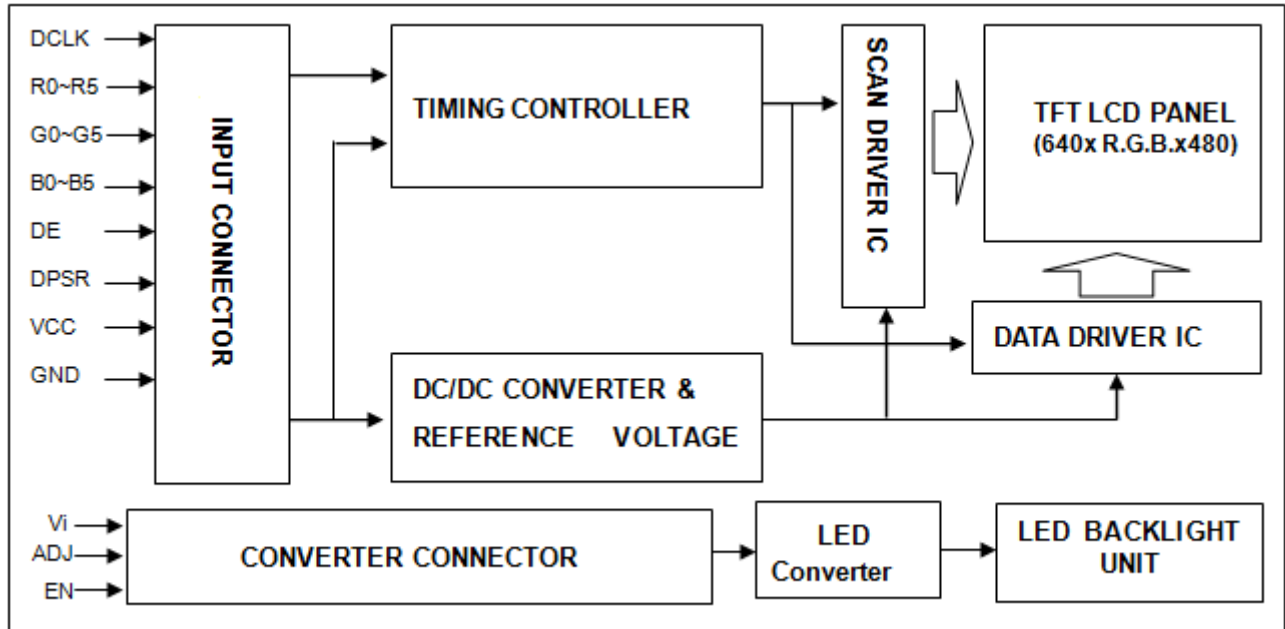 DCLK
R0~R5
G0~G5
B0~B5
DE
DPSR
VCC
GND
INPUT CONNECTOR
TIMING CONTROLLER
SCAN DRIVER IC
TFT LCD PANEL
(640x R.G.B.x480)
DATA DRIVER IC
DC/DC CONVERTER &
REFERENCE VOLTAGE
Vi
ADJ
EN
CONVERTER CONNECTOR
LED
Converter
LED BACKLIGHT
UNIT